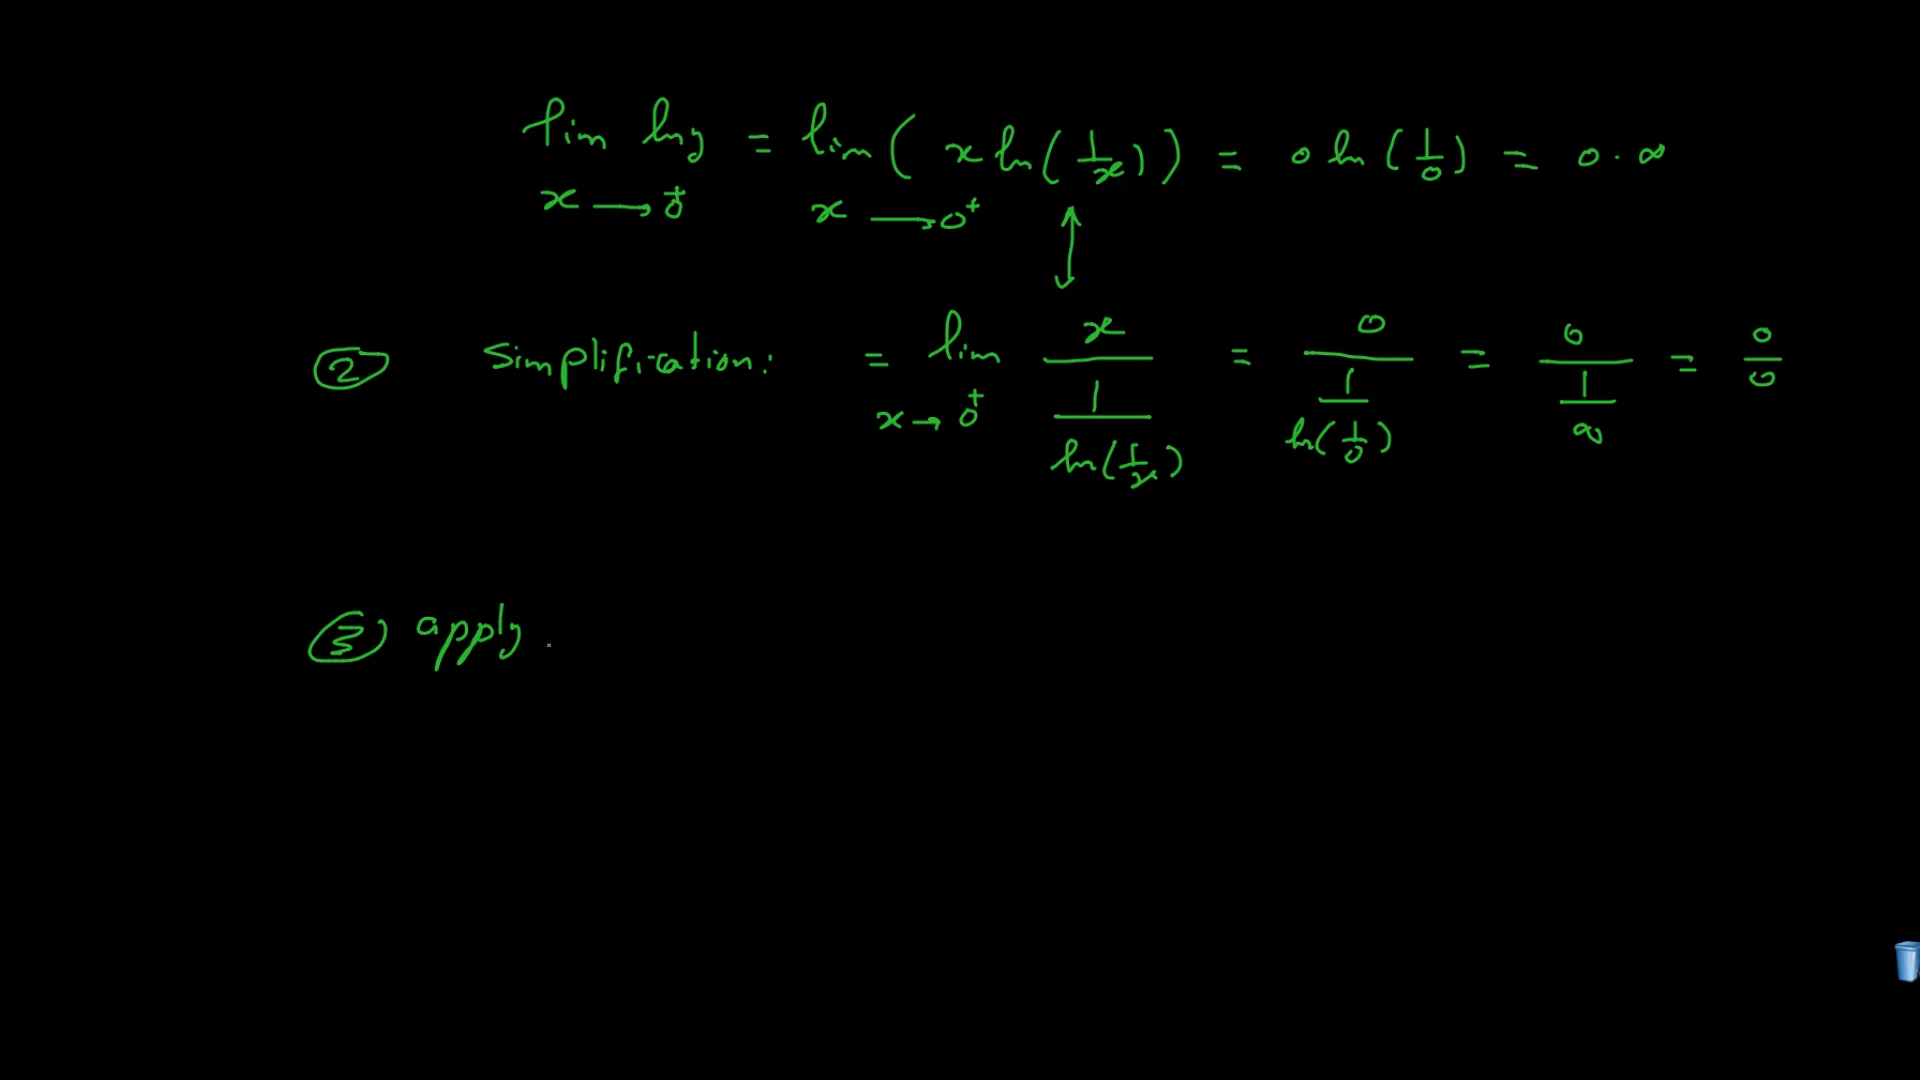 lim ln y = lim ( x ln ( 1/x ) ) = 0 ln ( 1/0 ) = 0 · ∞
x → 0⁺ x → 0⁺
② Simplification: = lim x / ( 1 / ln(1/x) ) = 0 / ( 1 / ln(1/0) ) = 0 / ( 1 / ∞ ) = 0/0
x → 0⁺
③ apply